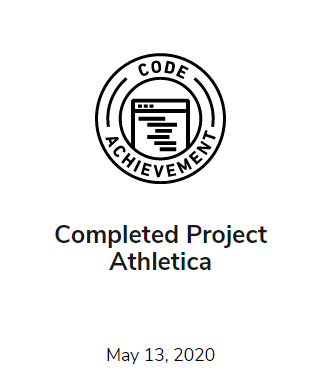 CODE
ACHIEVEMENT
Completed Project
Athletica
May 13, 2020